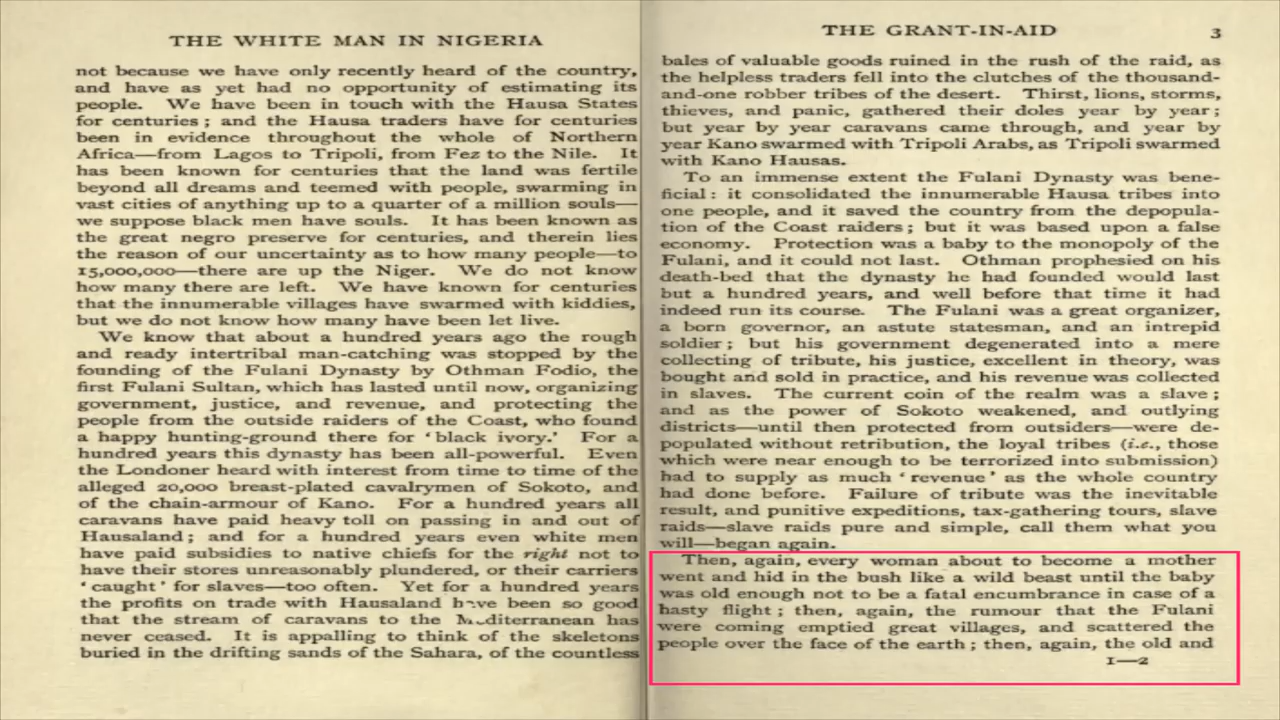 THE WHITE MAN IN NIGERIA
not because we have only recently heard of the country,
and have as yet had no opportunity of estimating its
people. We have been in touch with the Hausa States
for centuries; and the Hausa traders have for centuries
been in evidence throughout the whole of Northern
Africa—from Lagos to Tripoli, from Fez to the Nile. It
has been known for centuries that the land was fertile
beyond all dreams and teemed with people, swarming in
vast cities of anything up to a quarter of a million souls—
we suppose black men have souls. It has been known as
the great negro preserve for centuries, and therein lies
the reason of our uncertainty as to how many people—to
15,000,000—there are up the Niger. We do not know
how many there are left. We have known for centuries
that the innumerable villages have swarmed with kiddies,
but we do not know how many have been let live.
We know that about a hundred years ago the rough
and ready intertribal man-catching was stopped by the
founding of the Fulani Dynasty by Othman Fodio, the
first Fulani Sultan, which has lasted until now, organizing
government, justice, and revenue, and protecting the
people from the outside raiders of the Coast, who found
a happy hunting-ground there for ‘black ivory.’ For a
hundred years this dynasty has been all-powerful. Even
the Londoner heard with interest from time to time of the
alleged 20,000 breast-plated cavalrymen of Sokoto, and
of the chain-armour of Kano. For a hundred years all
caravans have paid heavy toll on passing in and out of
Hausaland; and for a hundred years even white men
have paid subsidies to native chiefs for the right not to
have their stores unreasonably plundered, or their carriers
‘caught’ for slaves—too often. Yet for a hundred years
the profits on trade with Hausaland have been so good
that the stream of caravans to the Mediterranean has
never ceased. It is appalling to think of the skeletons
buried in the drifting sands of the Sahara, of the countless
THE GRANT-IN-AID 3
bales of valuable goods ruined in the rush of the raid, as
the helpless traders fell into the clutches of the thousand-
and-one robber tribes of the desert. Thirst, lions, storms,
thieves, and panic, gathered their doles year by year;
but year by year caravans came through, and year by
year Kano swarmed with Tripoli Arabs, as Tripoli swarmed
with Kano Hausas.
To an immense extent the Fulani Dynasty was bene-
ficial: it consolidated the innumerable Hausa tribes into
one people, and it saved the country from the depopula-
tion of the Coast raiders; but it was based upon a false
economy. Protection was a baby to the monopoly of the
Fulani, and it could not last. Othman prophesied on his
death-bed that the dynasty he had founded would last
but a hundred years, and well before that time it had
indeed run its course. The Fulani was a great organizer,
a born governor, an astute statesman, and an intrepid
soldier; but his government degenerated into a mere
collecting of tribute, his justice, excellent in theory, was
bought and sold in practice, and his revenue was collected
in slaves. The current coin of the realm was a slave;
and as the power of Sokoto weakened, and outlying
districts—until then protected from outsiders—were de-
populated without retribution, the loyal tribes (i.e., those
which were near enough to be terrorized into submission)
had to supply as much ‘revenue’ as the whole country
had done before. Failure of tribute was the inevitable
result, and punitive expeditions, tax-gathering tours, slave
raids—slave raids pure and simple, call them what you
will—began again.
Then, again, every woman about to become a mother
went and hid in the bush like a wild beast until the baby
was old enough not to be a fatal encumbrance in case of a
hasty flight; then, again, the rumour that the Fulani
were coming emptied great villages, and scattered the
people over the face of the earth; then, again, the old and
1—2